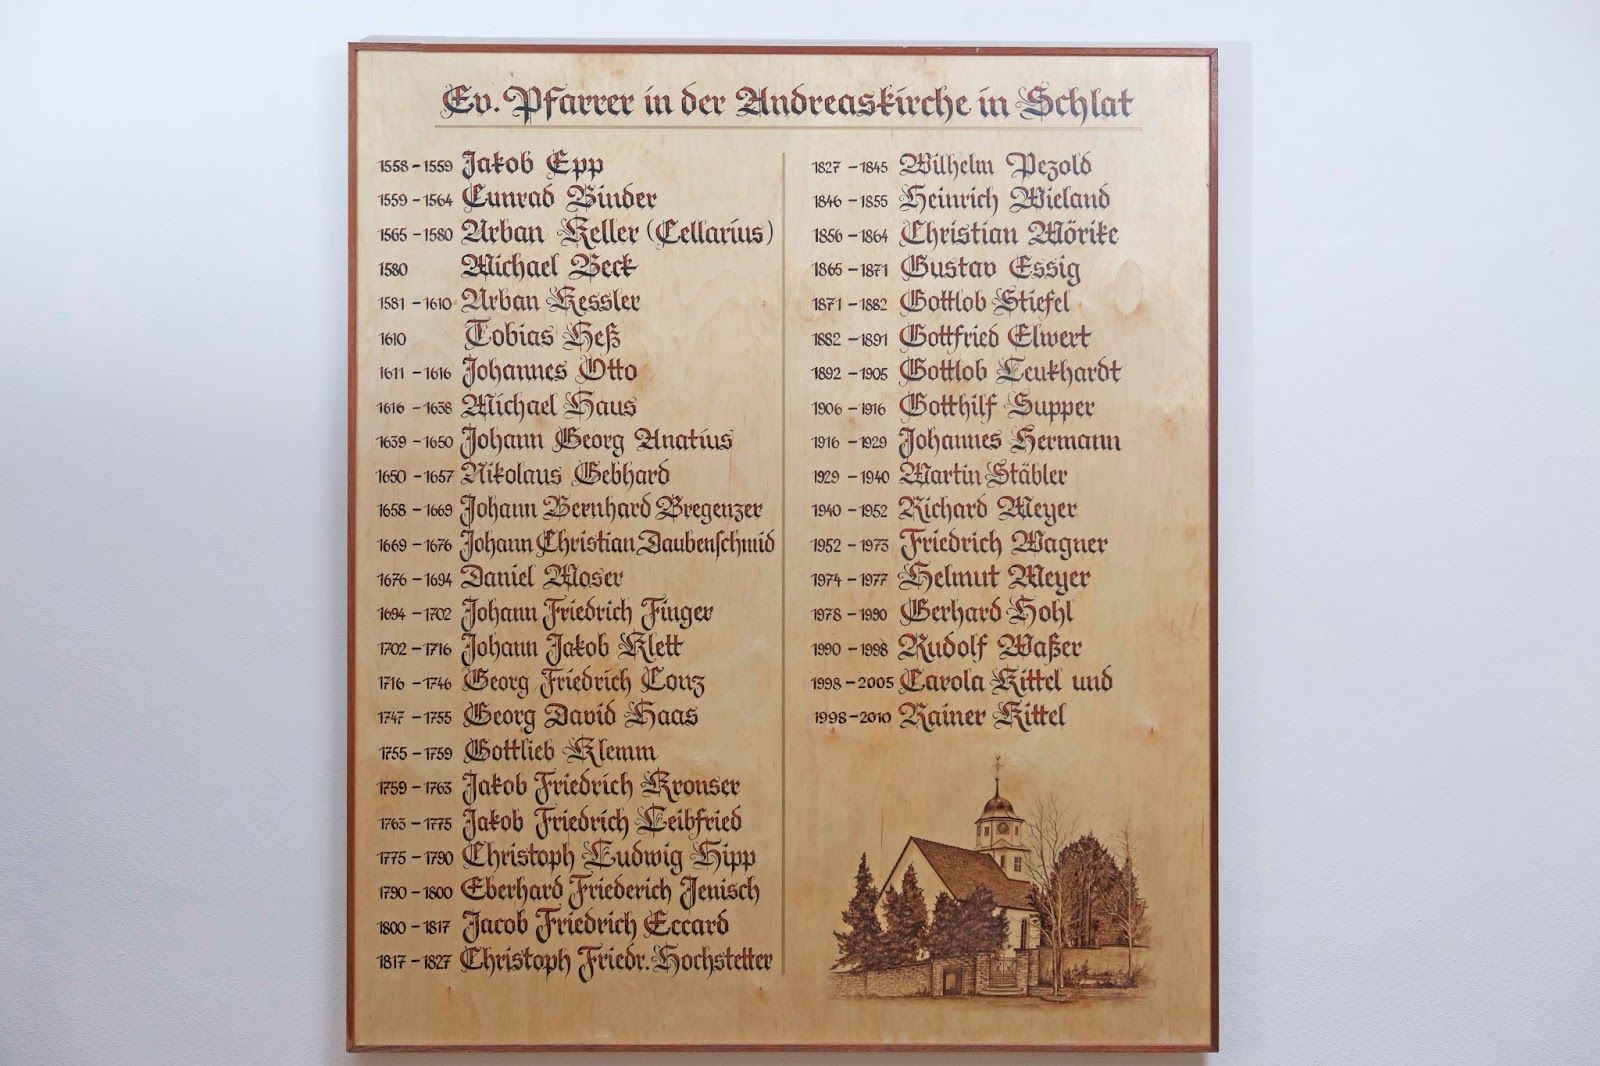 Ev. Pfarrer in der Andreaskirche in Schlat
1558 – 1559 Jakob Epp
1559 – 1564 Cunrad Binder
1565 – 1580 Urban Keller (Cellarius)
1580 Michael Beck
1581 – 1610 Urban Kessler
1610 Tobias Heß
1611 – 1616 Johannes Otto
1616 – 1638 Michael Haus
1639 – 1650 Johann Georg Anatius
1650 – 1657 Nikolaus Gebhard
1658 – 1669 Johann Bernhard Bregenzer
1669 – 1676 Johann Christian Daubenschmid
1676 – 1694 Daniel Moser
1694 – 1702 Johann Friedrich Finger
1702 – 1716 Johann Jakob Klett
1716 – 1746 Georg Friedrich Conz
1747 – 1755 Georg David Haas
1755 – 1759 Gottlieb Klemm
1759 – 1763 Jakob Friedrich Kronser
1763 – 1775 Jakob Friedrich Leibfried
1775 – 1790 Christoph Ludwig Hipp
1790 – 1800 Eberhard Friederich Jenisch
1800 – 1817 Jacob Friedrich Eccard
1817 – 1827 Christoph Friedr. Hochstetter
1827 – 1845 Wilhelm Pezold
1846 – 1855 Heinrich Wieland
1856 – 1864 Christian Mörike
1865 – 1871 Gustav Essig
1871 – 1882 Gottlob Stiefel
1882 – 1891 Gottfried Elwert
1892 – 1905 Gottlob Leukhardt
1906 – 1916 Gotthilf Supper
1916 – 1929 Johannes Hermann
1929 – 1940 Martin Stäbler
1940 – 1952 Richard Meyer
1952 – 1973 Friedrich Wagner
1974 – 1977 Helmut Meyer
1978 – 1990 Gerhard Hohl
1990 – 1998 Rudolf Waßer
1998 – 2005 Carola Kittel und
1998 – 2010 Rainer Kittel